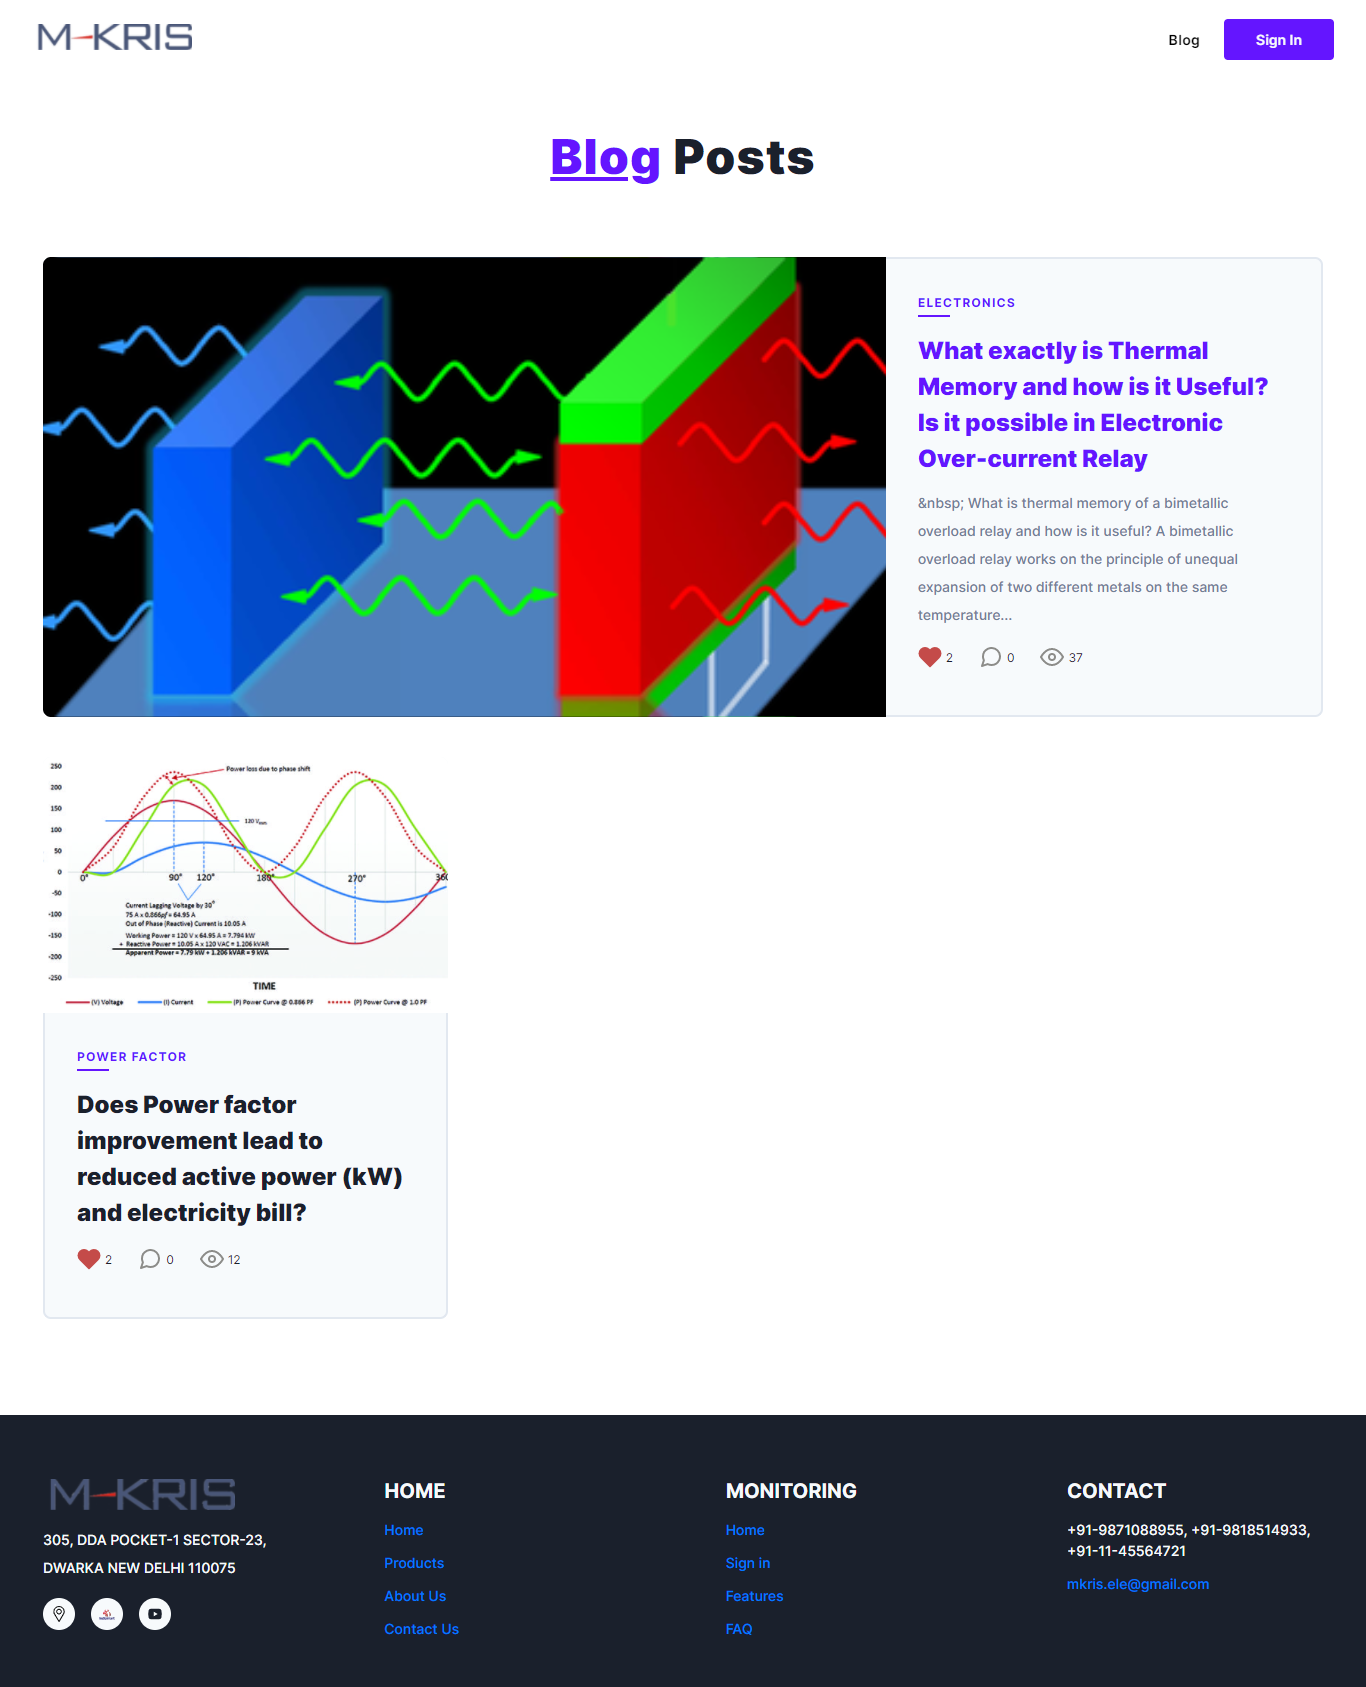 M-KRIS
Blog
Sign In
Blog Posts
ELECTRONICS
What exactly is Thermal
Memory and how is it Useful?
Is it possible in Electronic
Over-current Relay
&nbsp; What is thermal memory of a bimetallic
overload relay and how is it useful? A bimetallic
overload relay works on the principle of unequal
expansion of two different metals on the same
temperature...
2 0 37
250
200
150
100
50
0
-50
-100
-150
-200
-250
Power loss due to phase shift
120 Vrms
0° 90° 120° 180° 270° 360
Current Lagging Voltage by 30°
75 A x 0.866pf = 64.95 A
Out of Phase (Reactive) Current is 10.05 A
Working Power = 120 V x 64.95 A = 7.794 kW
+ Reactive Power = 10.05 A x 120 VAC = 1.206 kVAR
Apparent Power = 7.79 kW + 1.206 kVAR = 9 kVA
TIME
(V) Voltage (I) Current (P) Power Curve @ 0.886 PF (P) Power Curve @ 1.0 PF
POWER FACTOR
Does Power factor
improvement lead to
reduced active power (kW)
and electricity bill?
2 0 12
M-KRIS
305, DDA POCKET-1 SECTOR-23,
DWARKA NEW DELHI 110075
HOME
Home
Products
About Us
Contact Us
MONITORING
Home
Sign in
Features
FAQ
CONTACT
+91-9871088955, +91-9818514933,
+91-11-45564721
mkris.ele@gmail.com